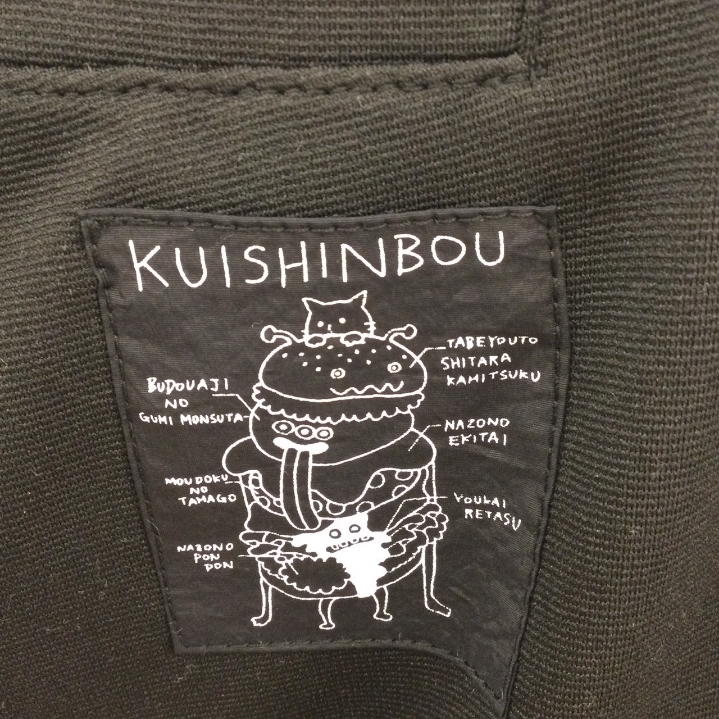 KUISHINBOU
TABEYOUTO
SHITARA
KAMITSUKU
BUDOUAJI
NO
GUMI MONSUTA
NAZONO
EKITAI
MOUDOKU
NO
TAMAGO
YOUKAI
RETASU
NAZONO
PON
PON